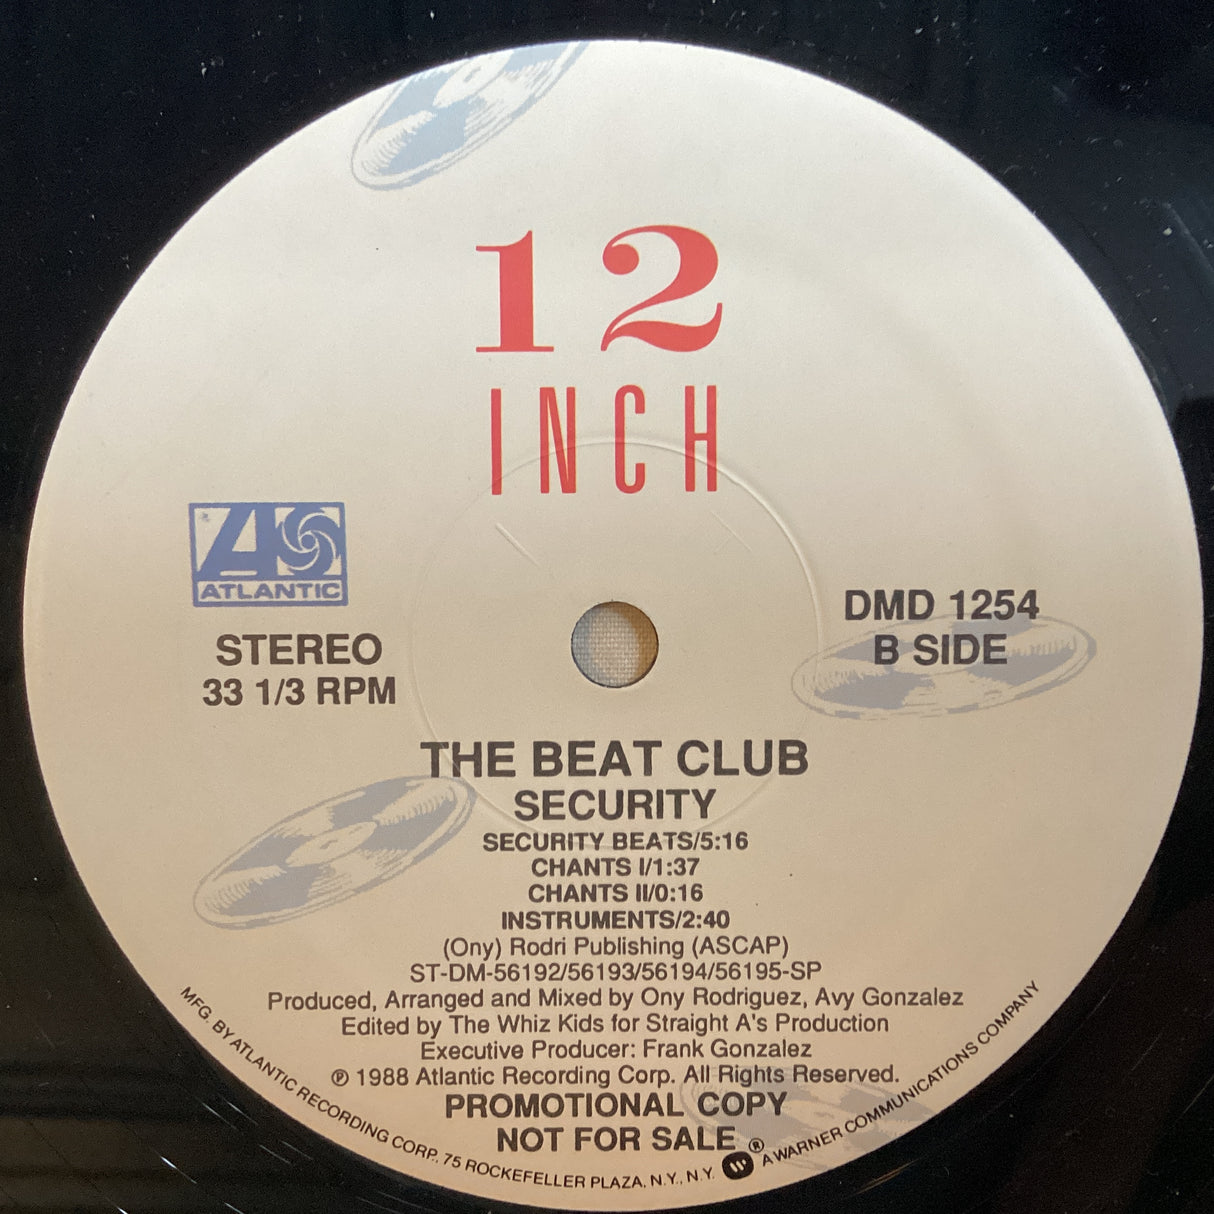 12
INCH
ATLANTIC
STEREO
33 1/3 RPM
DMD 1254
B SIDE
THE BEAT CLUB
SECURITY
SECURITY BEATS/5:16
CHANTS I/1:37
CHANTS II/0:16
INSTRUMENTS/2:40
(Ony) Rodri Publishing (ASCAP)
ST-DM-56192/56193/56194/56195-SP
Produced, Arranged and Mixed by Ony Rodriguez, Avy Gonzalez
Edited by The Whiz Kids for Straight A's Production
Executive Producer: Frank Gonzalez
℗ 1988 Atlantic Recording Corp. All Rights Reserved.
PROMOTIONAL COPY
NOT FOR SALE
MFG. BY ATLANTIC RECORDING CORP., 75 ROCKEFELLER PLAZA, N.Y., N.Y. ® A WARNER COMMUNICATIONS COMPANY